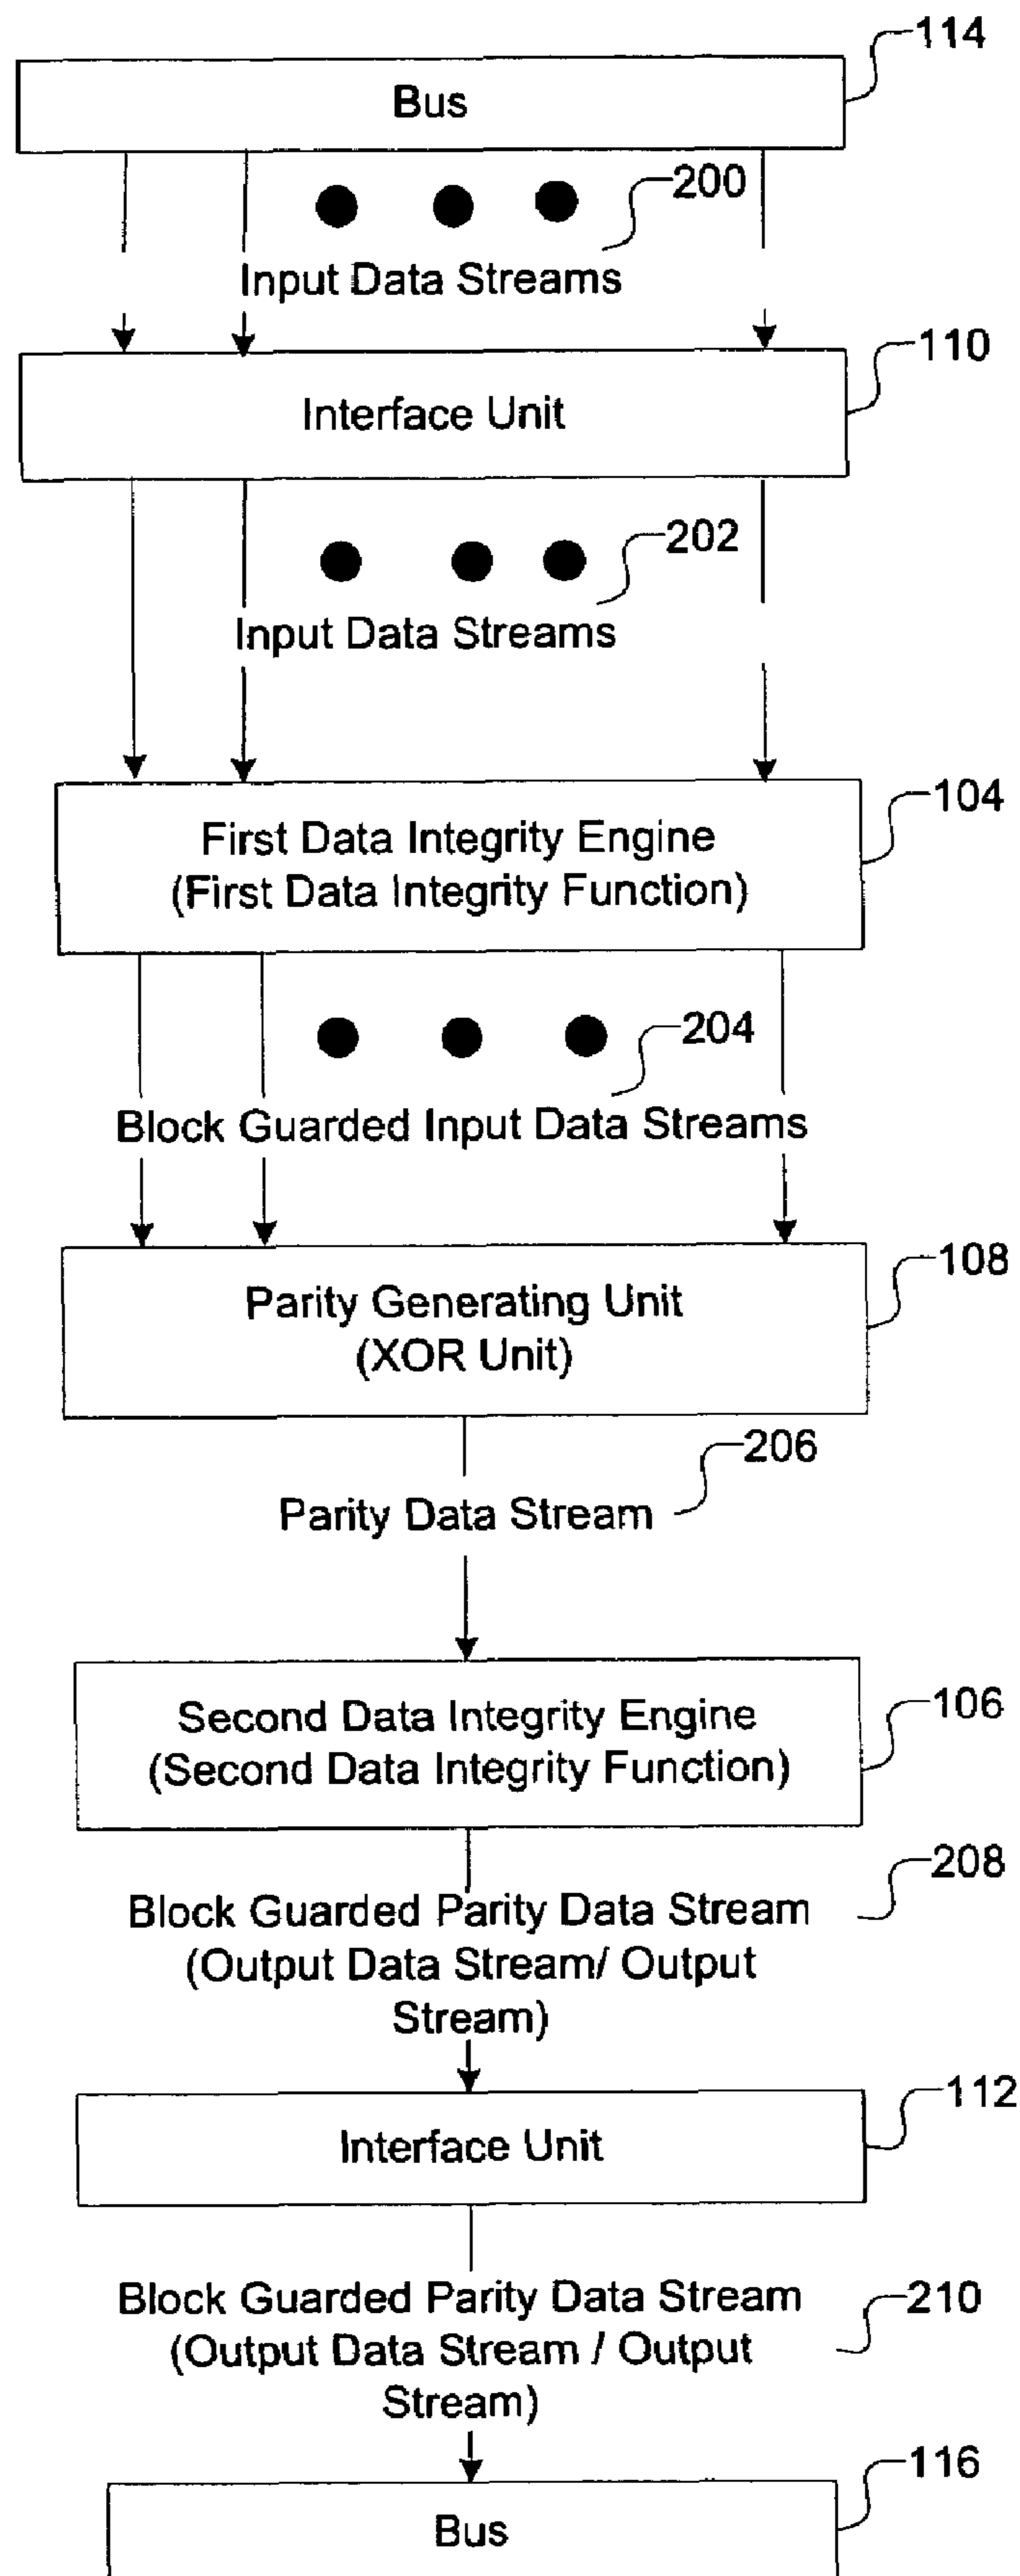 114
Bus
200
Input Data Streams
110
Interface Unit
202
Input Data Streams
104
First Data Integrity Engine
(First Data Integrity Function)
204
Block Guarded Input Data Streams
108
Parity Generating Unit
(XOR Unit)
206
Parity Data Stream
106
Second Data Integrity Engine
(Second Data Integrity Function)
208
Block Guarded Parity Data Stream
(Output Data Stream/ Output
Stream)
112
Interface Unit
210
Block Guarded Parity Data Stream
(Output Data Stream / Output
Stream)
116
Bus